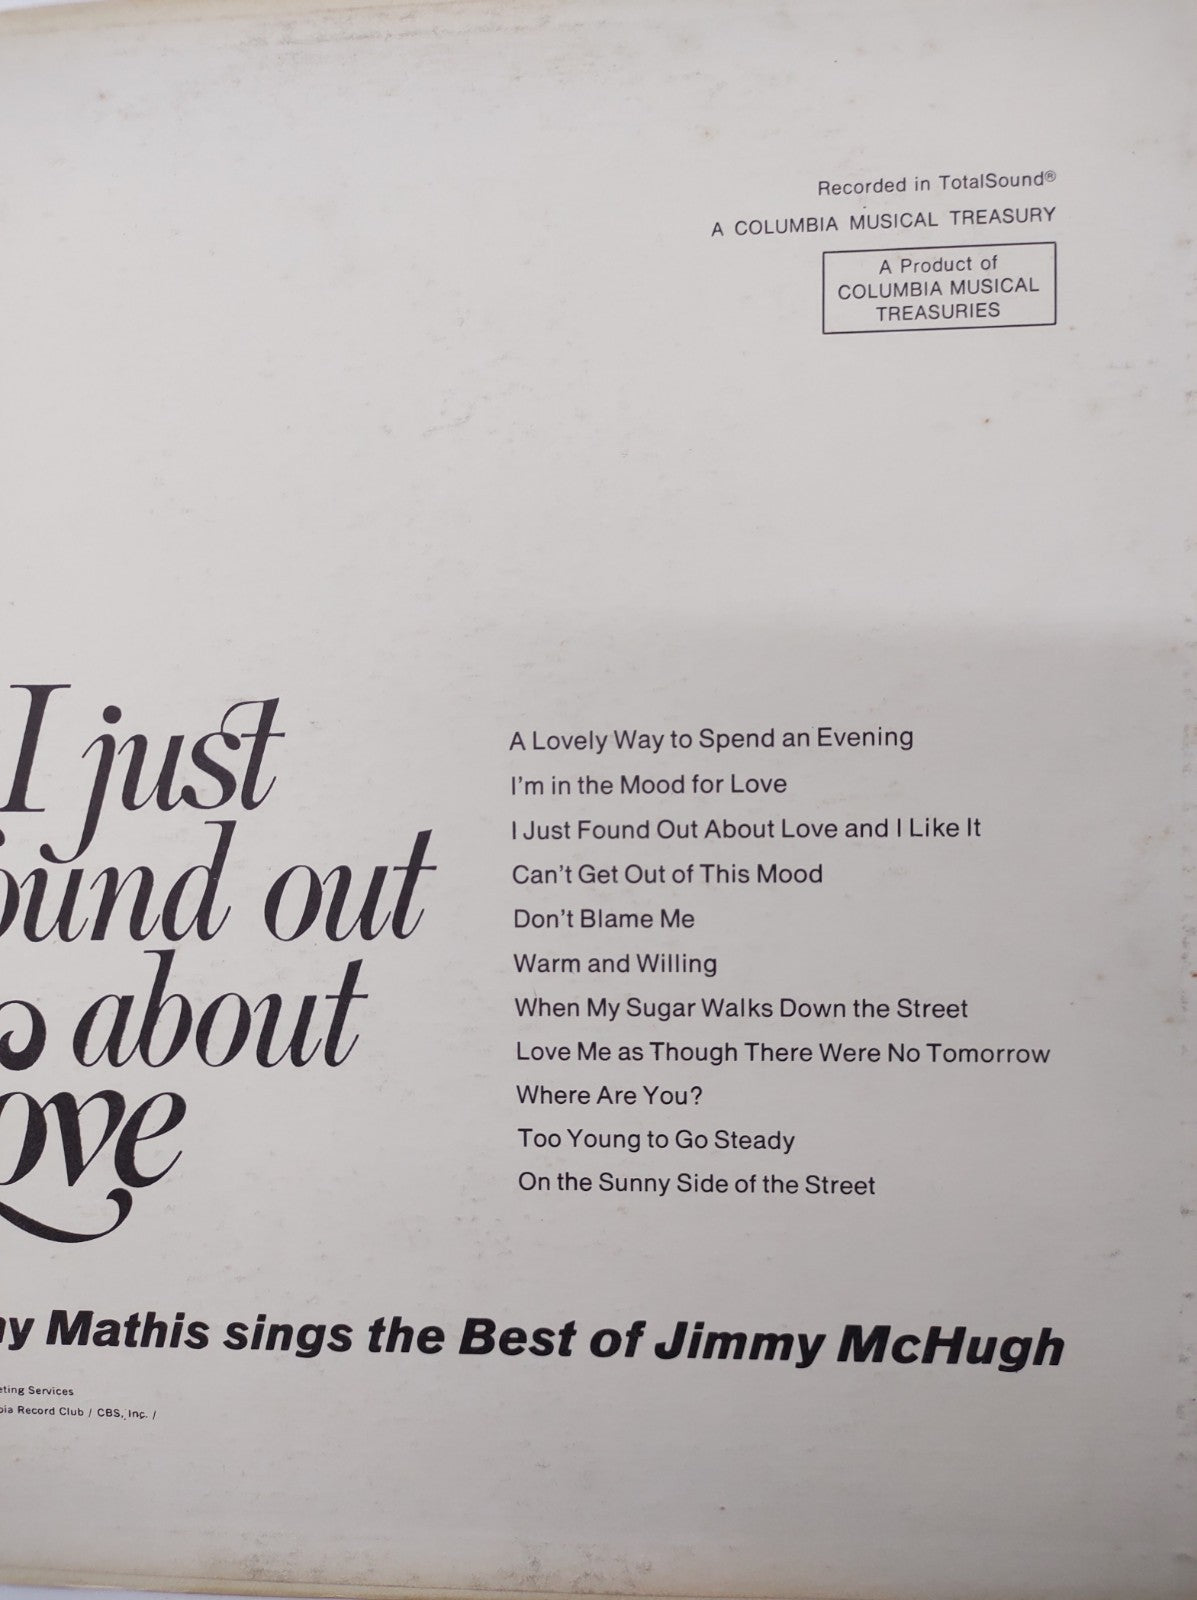 Recorded in TotalSound®
A COLUMBIA MUSICAL TREASURY
A Product of
COLUMBIA MUSICAL
TREASURIES
I just
ound out
about
ove
A Lovely Way to Spend an Evening
I'm in the Mood for Love
I Just Found Out About Love and I Like It
Can't Get Out of This Mood
Don't Blame Me
Warm and Willing
When My Sugar Walks Down the Street
Love Me as Though There Were No Tomorrow
Where Are You?
Too Young to Go Steady
On the Sunny Side of the Street
y Mathis sings the Best of Jimmy McHugh
eting Services
bia Record Club / CBS, Inc. /